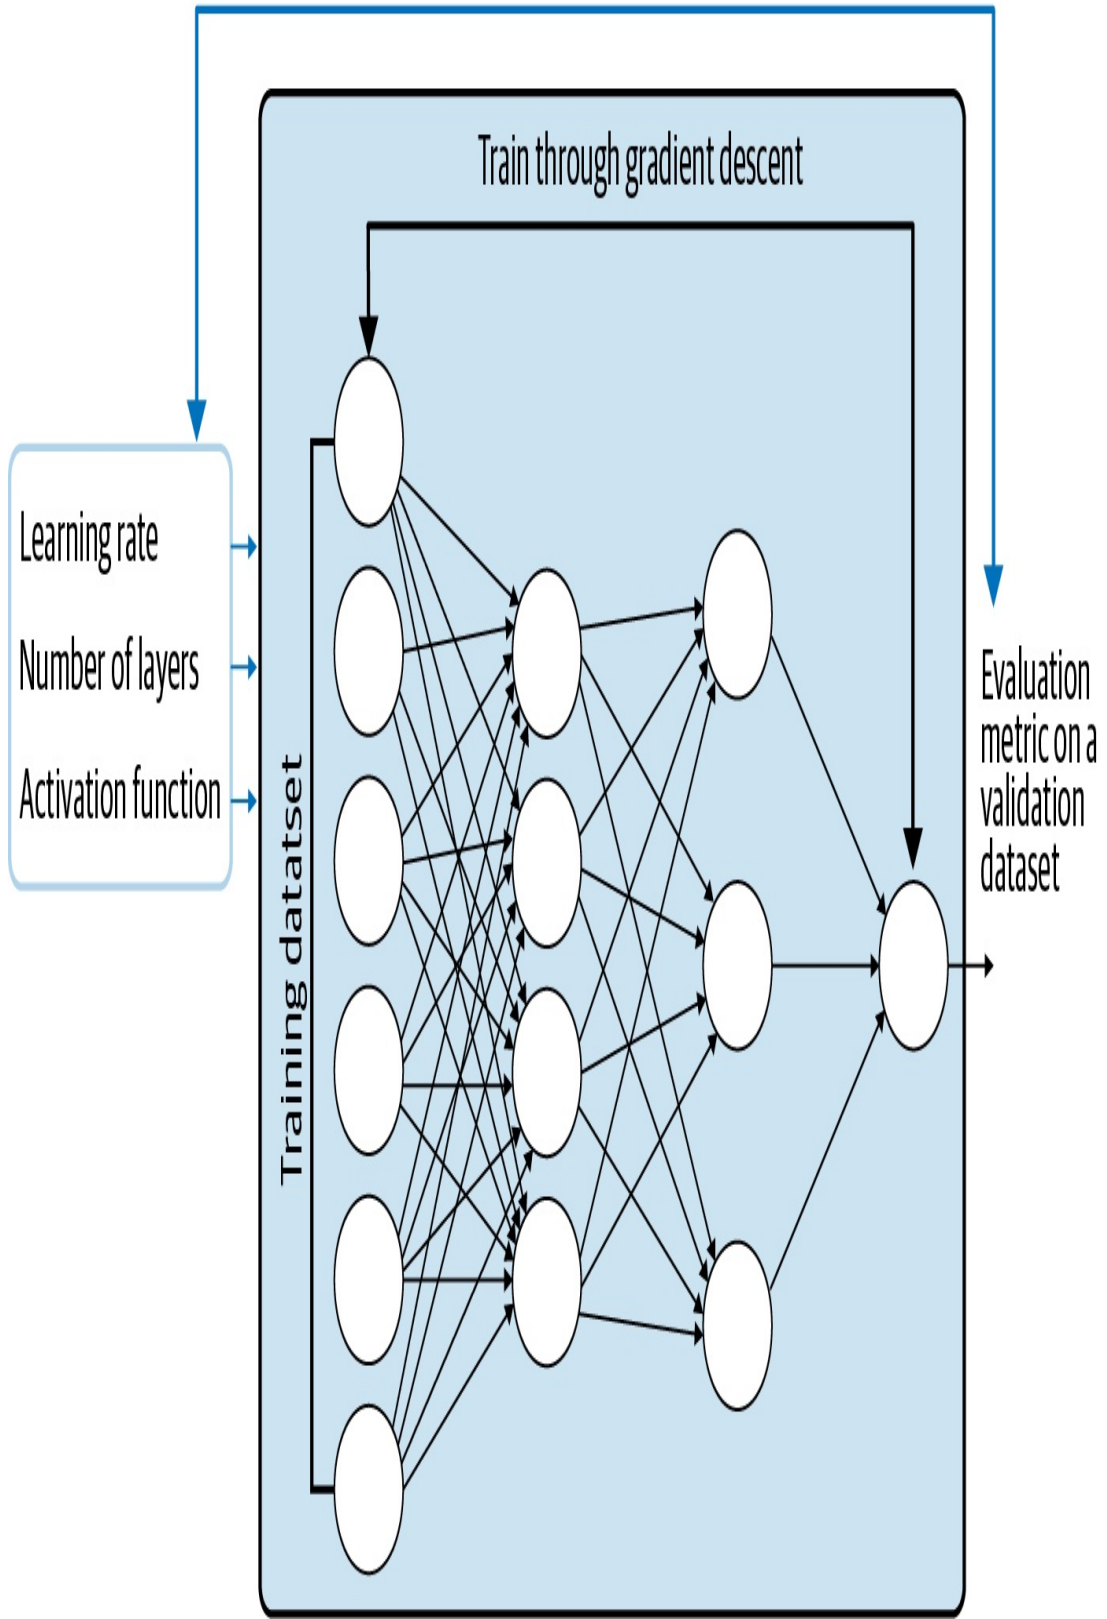 Train through gradient descent
Learning rate
Number of layers
Activation function
Training datatset
Evaluation
metric on a
validation
dataset